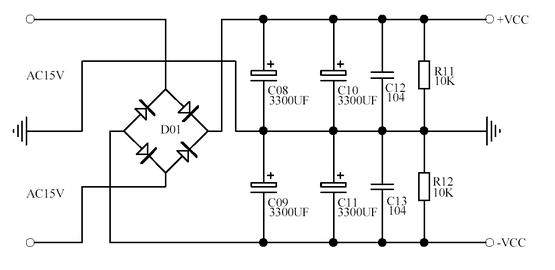 +VCC
AC15V
C08
3300UF
C10
3300UF
C12
104
R11
10K
D01
AC15V
C09
3300UF
C11
3300UF
C13
104
R12
10K
-VCC